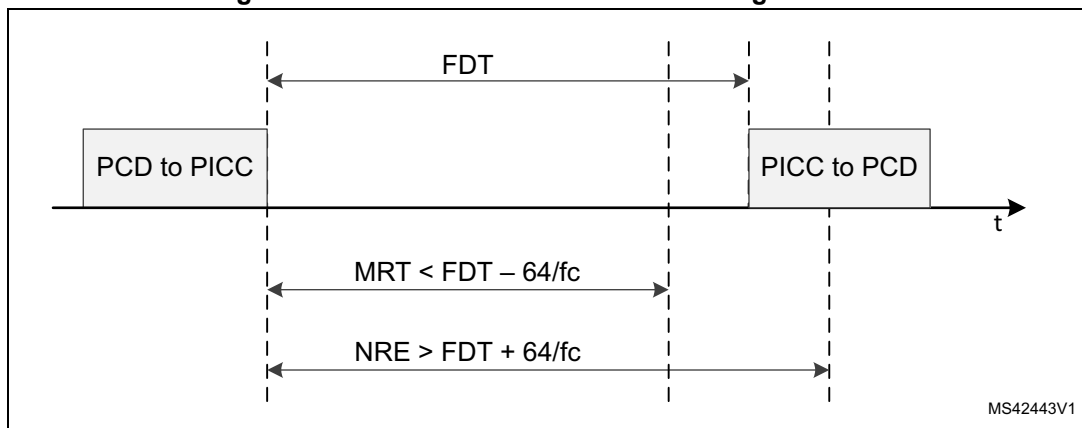 FDT
PCD to PICC
PICC to PCD
t
MRT < FDT – 64/fc
NRE > FDT + 64/fc
MS42443V1